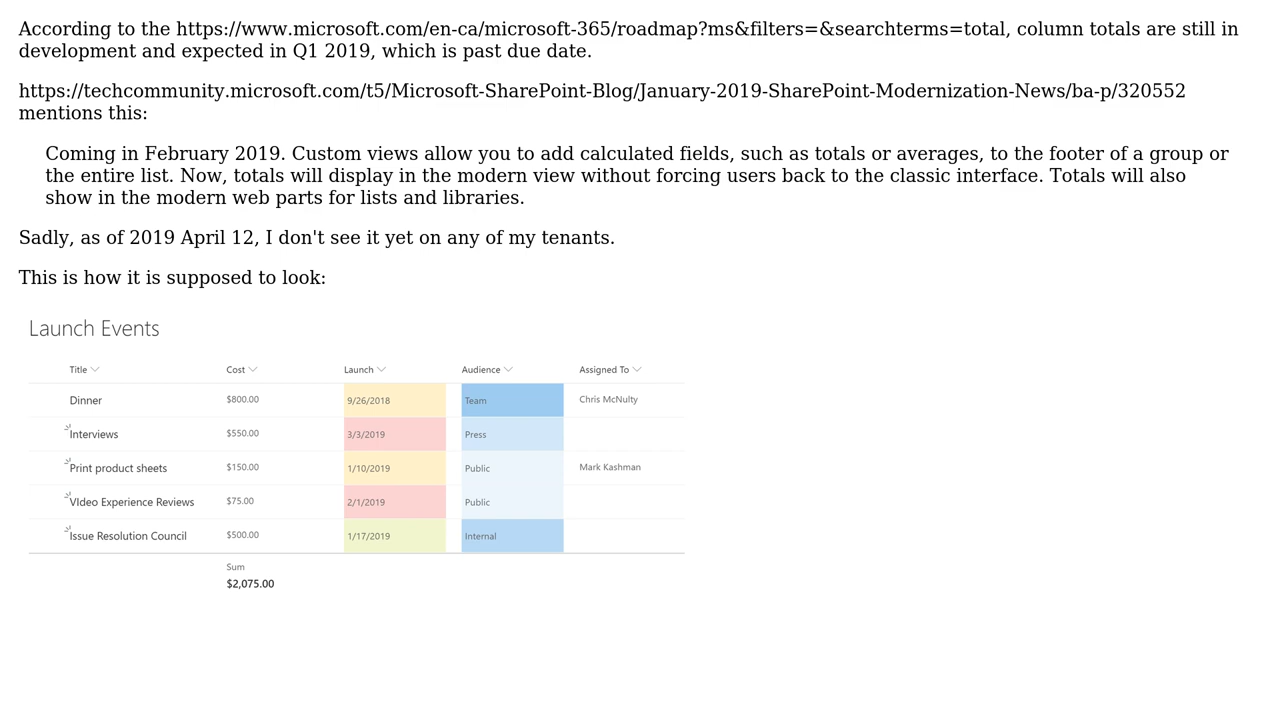 According to the https://www.microsoft.com/en-ca/microsoft-365/roadmap?ms&filters=&searchterms=total, column totals are still in
development and expected in Q1 2019, which is past due date.
https://techcommunity.microsoft.com/t5/Microsoft-SharePoint-Blog/January-2019-SharePoint-Modernization-News/ba-p/320552
mentions this:
Coming in February 2019. Custom views allow you to add calculated fields, such as totals or averages, to the footer of a group or
the entire list. Now, totals will display in the modern view without forcing users back to the classic interface. Totals will also
show in the modern web parts for lists and libraries.
Sadly, as of 2019 April 12, I don't see it yet on any of my tenants.
This is how it is supposed to look:
Launch Events
Title Cost Launch Audience Assigned To
Dinner $800.00 9/26/2018 Team Chris McNulty
Interviews $550.00 3/3/2019 Press
Print product sheets $150.00 1/10/2019 Public Mark Kashman
VIdeo Experience Reviews $75.00 2/1/2019 Public
Issue Resolution Council $500.00 1/17/2019 Internal
Sum
$2,075.00